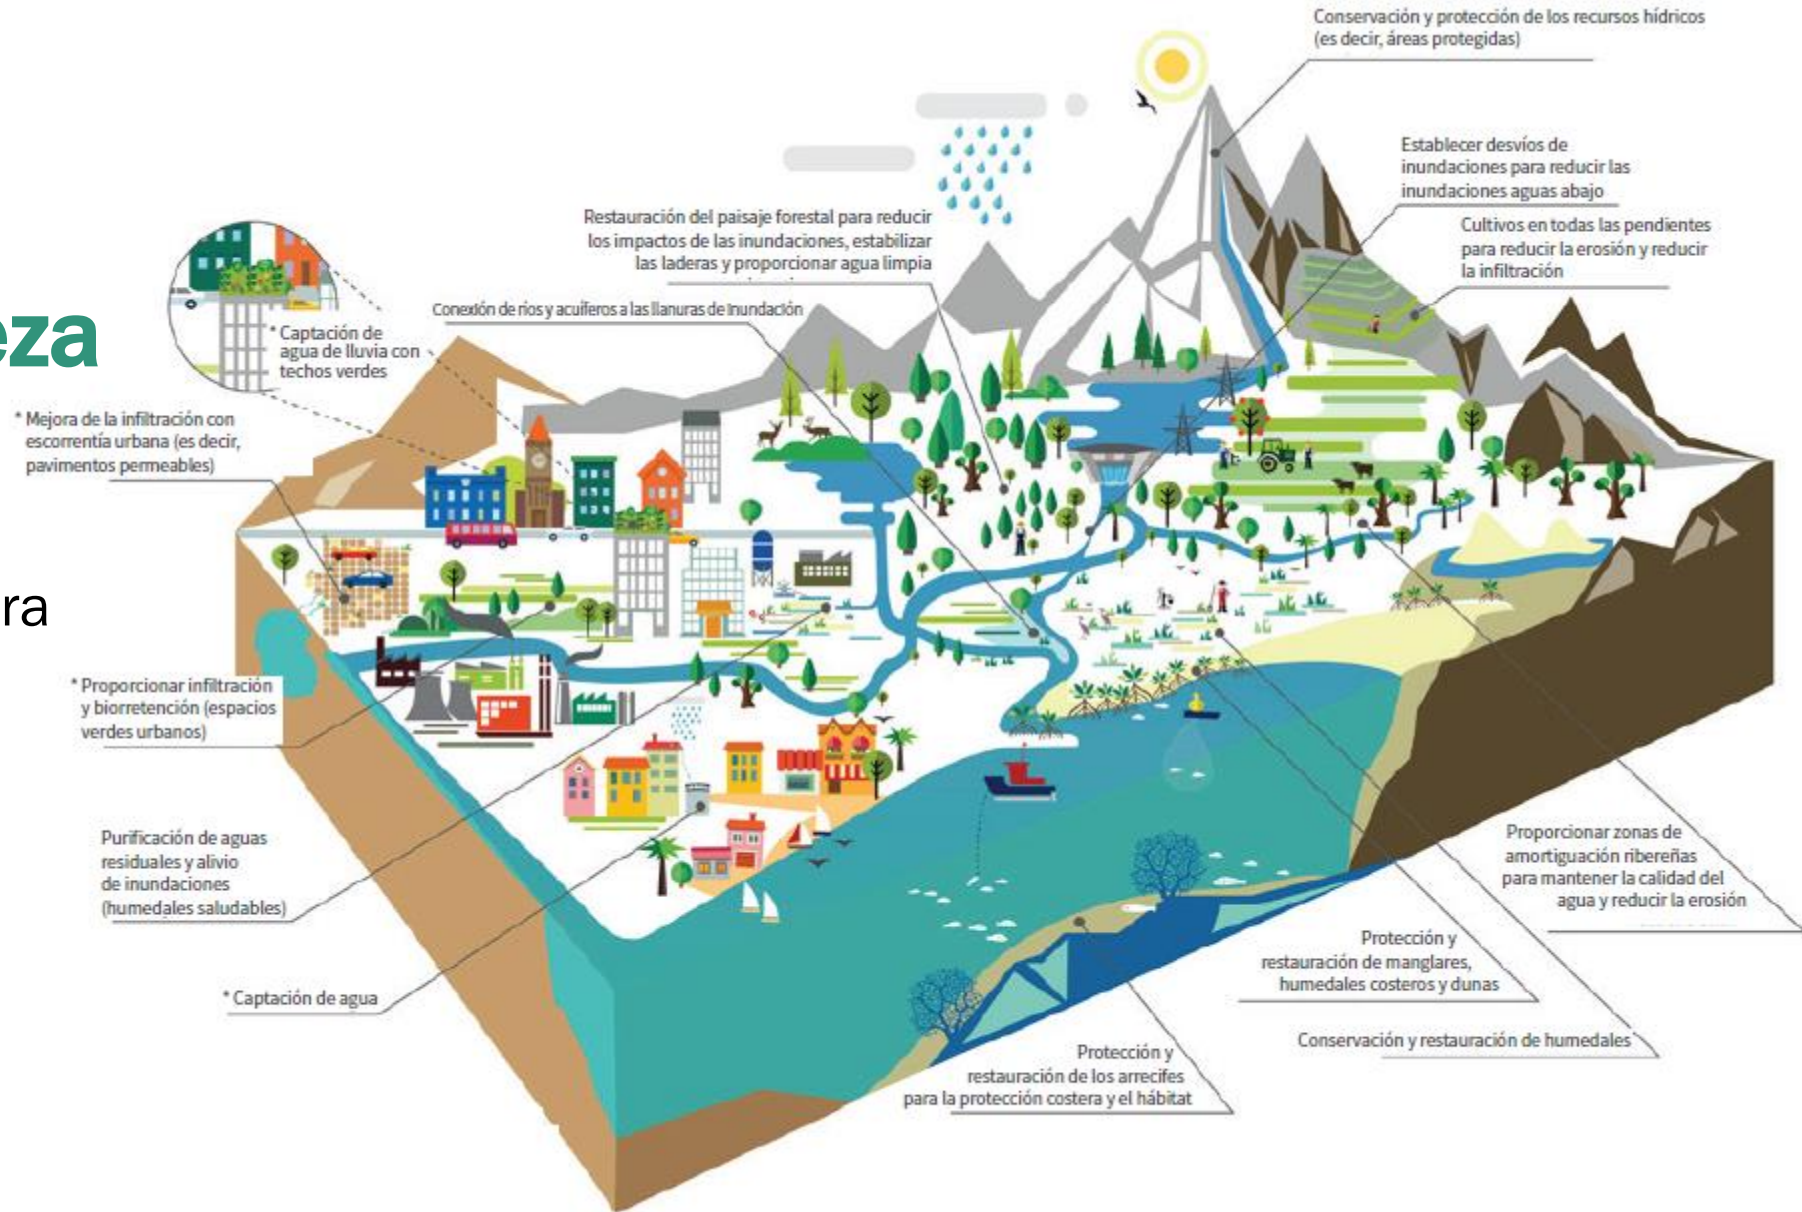 Conservación y protección de los recursos hídricos
(es decir, áreas protegidas)
Establecer desvíos de
inundaciones para reducir las
inundaciones aguas abajo
Restauración del paisaje forestal para reducir
los impactos de las inundaciones, estabilizar
las laderas y proporcionar agua limpia
Cultivos en todas las pendientes
para reducir la erosión y reducir
la infiltración
Conexión de ríos y acuíferos a las llanuras de inundación
eza
* Captación de
agua de lluvia con
techos verdes
* Mejora de la infiltración con
escorrentía urbana (es decir,
pavimentos permeables)
ra
* Proporcionar infiltración
y biorretención (espacios
verdes urbanos)
Purificación de aguas
residuales y alivio
de inundaciones
(humedales saludables)
Proporcionar zonas de
amortiguación ribereñas
para mantener la calidad del
agua y reducir la erosión
Protección y
restauración de manglares,
humedales costeros y dunas
* Captación de agua
Conservación y restauración de humedales
Protección y
restauración de los arrecifes
para la protección costera y el hábitat